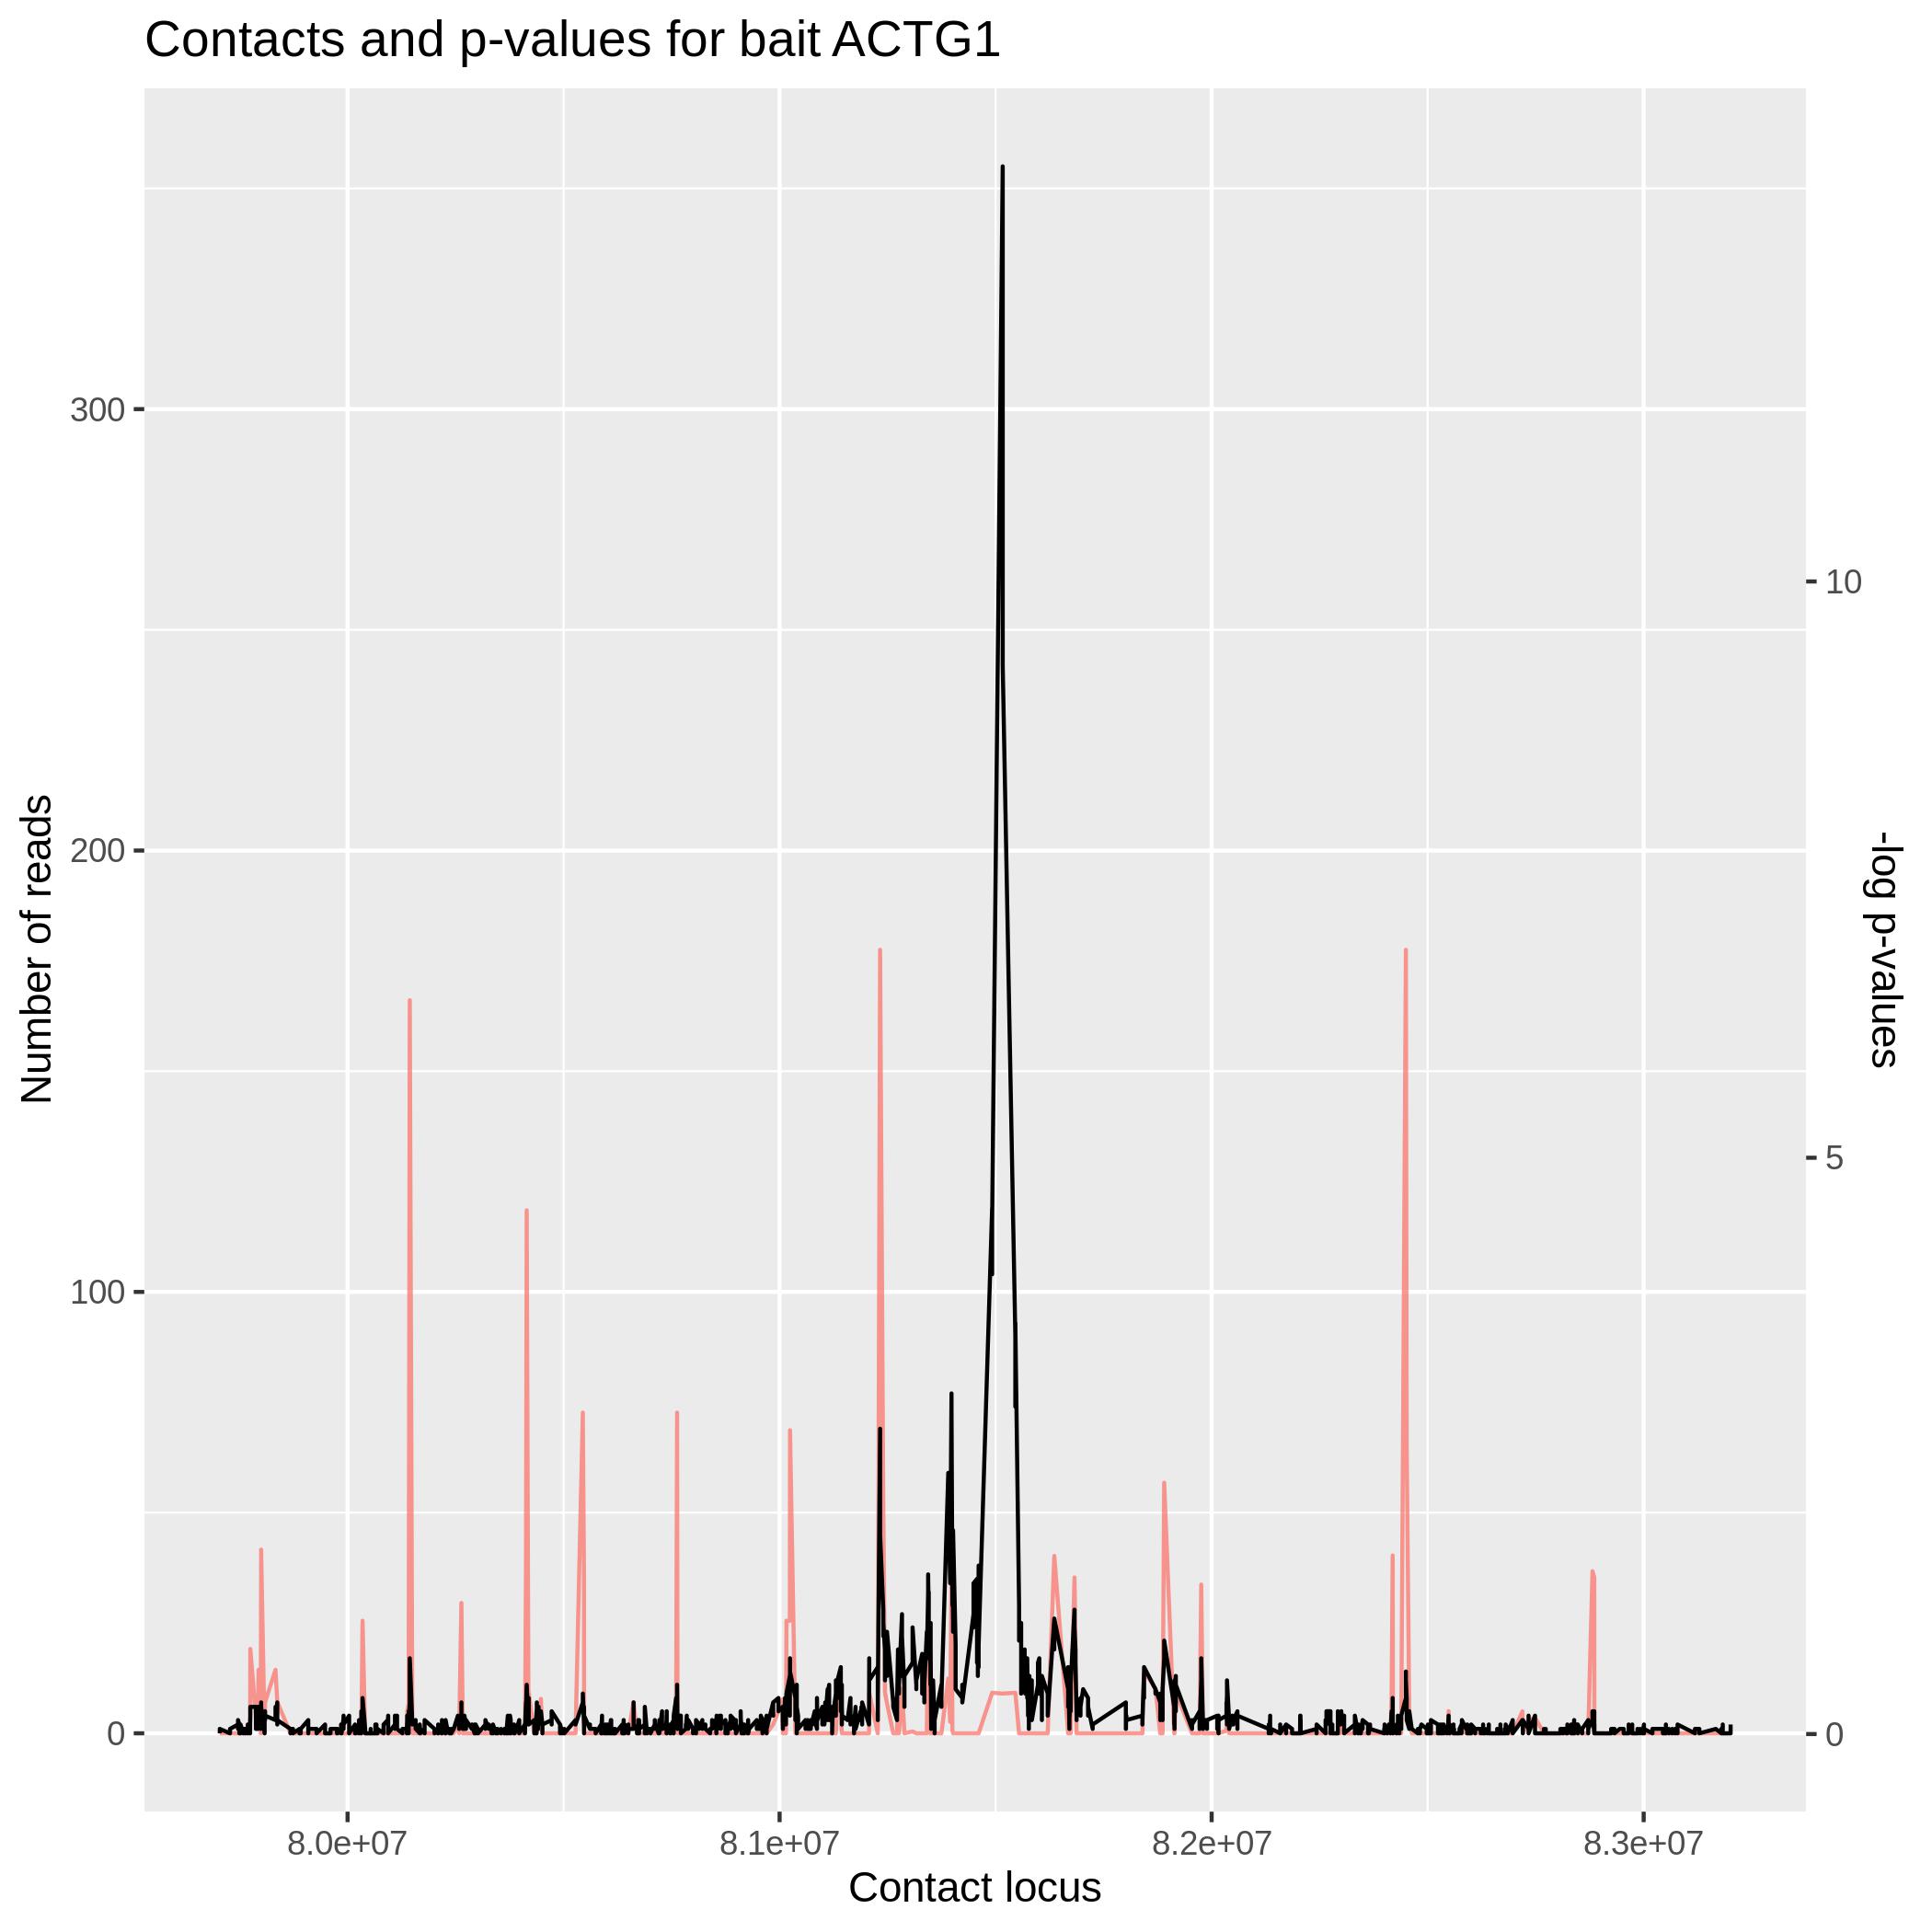 Contacts and p-values for bait ACTG1
300
200
100
0
Number of reads
10
5
0
-log p-values
8.0e+07
8.1e+07
8.2e+07
8.3e+07
Contact locus